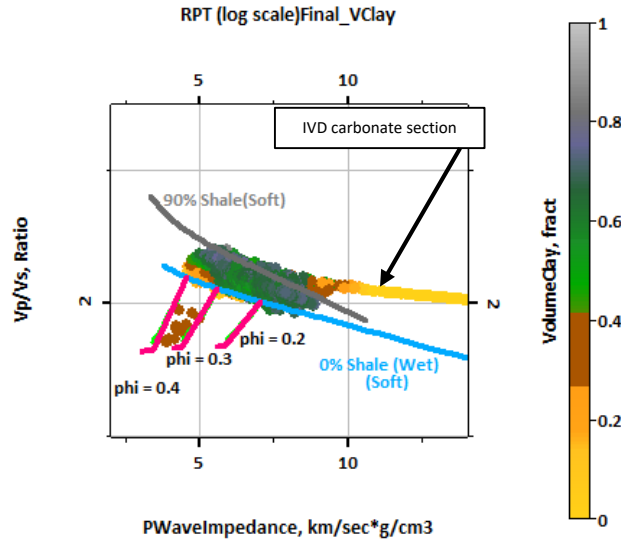 RPT (log scale)Final_VClay
5 10
IVD carbonate section
90% Shale(Soft)
Vp/Vs, Ratio
2
2
phi = 0.2
phi = 0.3
phi = 0.4
0% Shale (Wet)
(Soft)
5 10
PWaveImpedance, km/sec*g/cm3
VolumeClay, fract
1
0.8
0.6
0.4
0.2
0